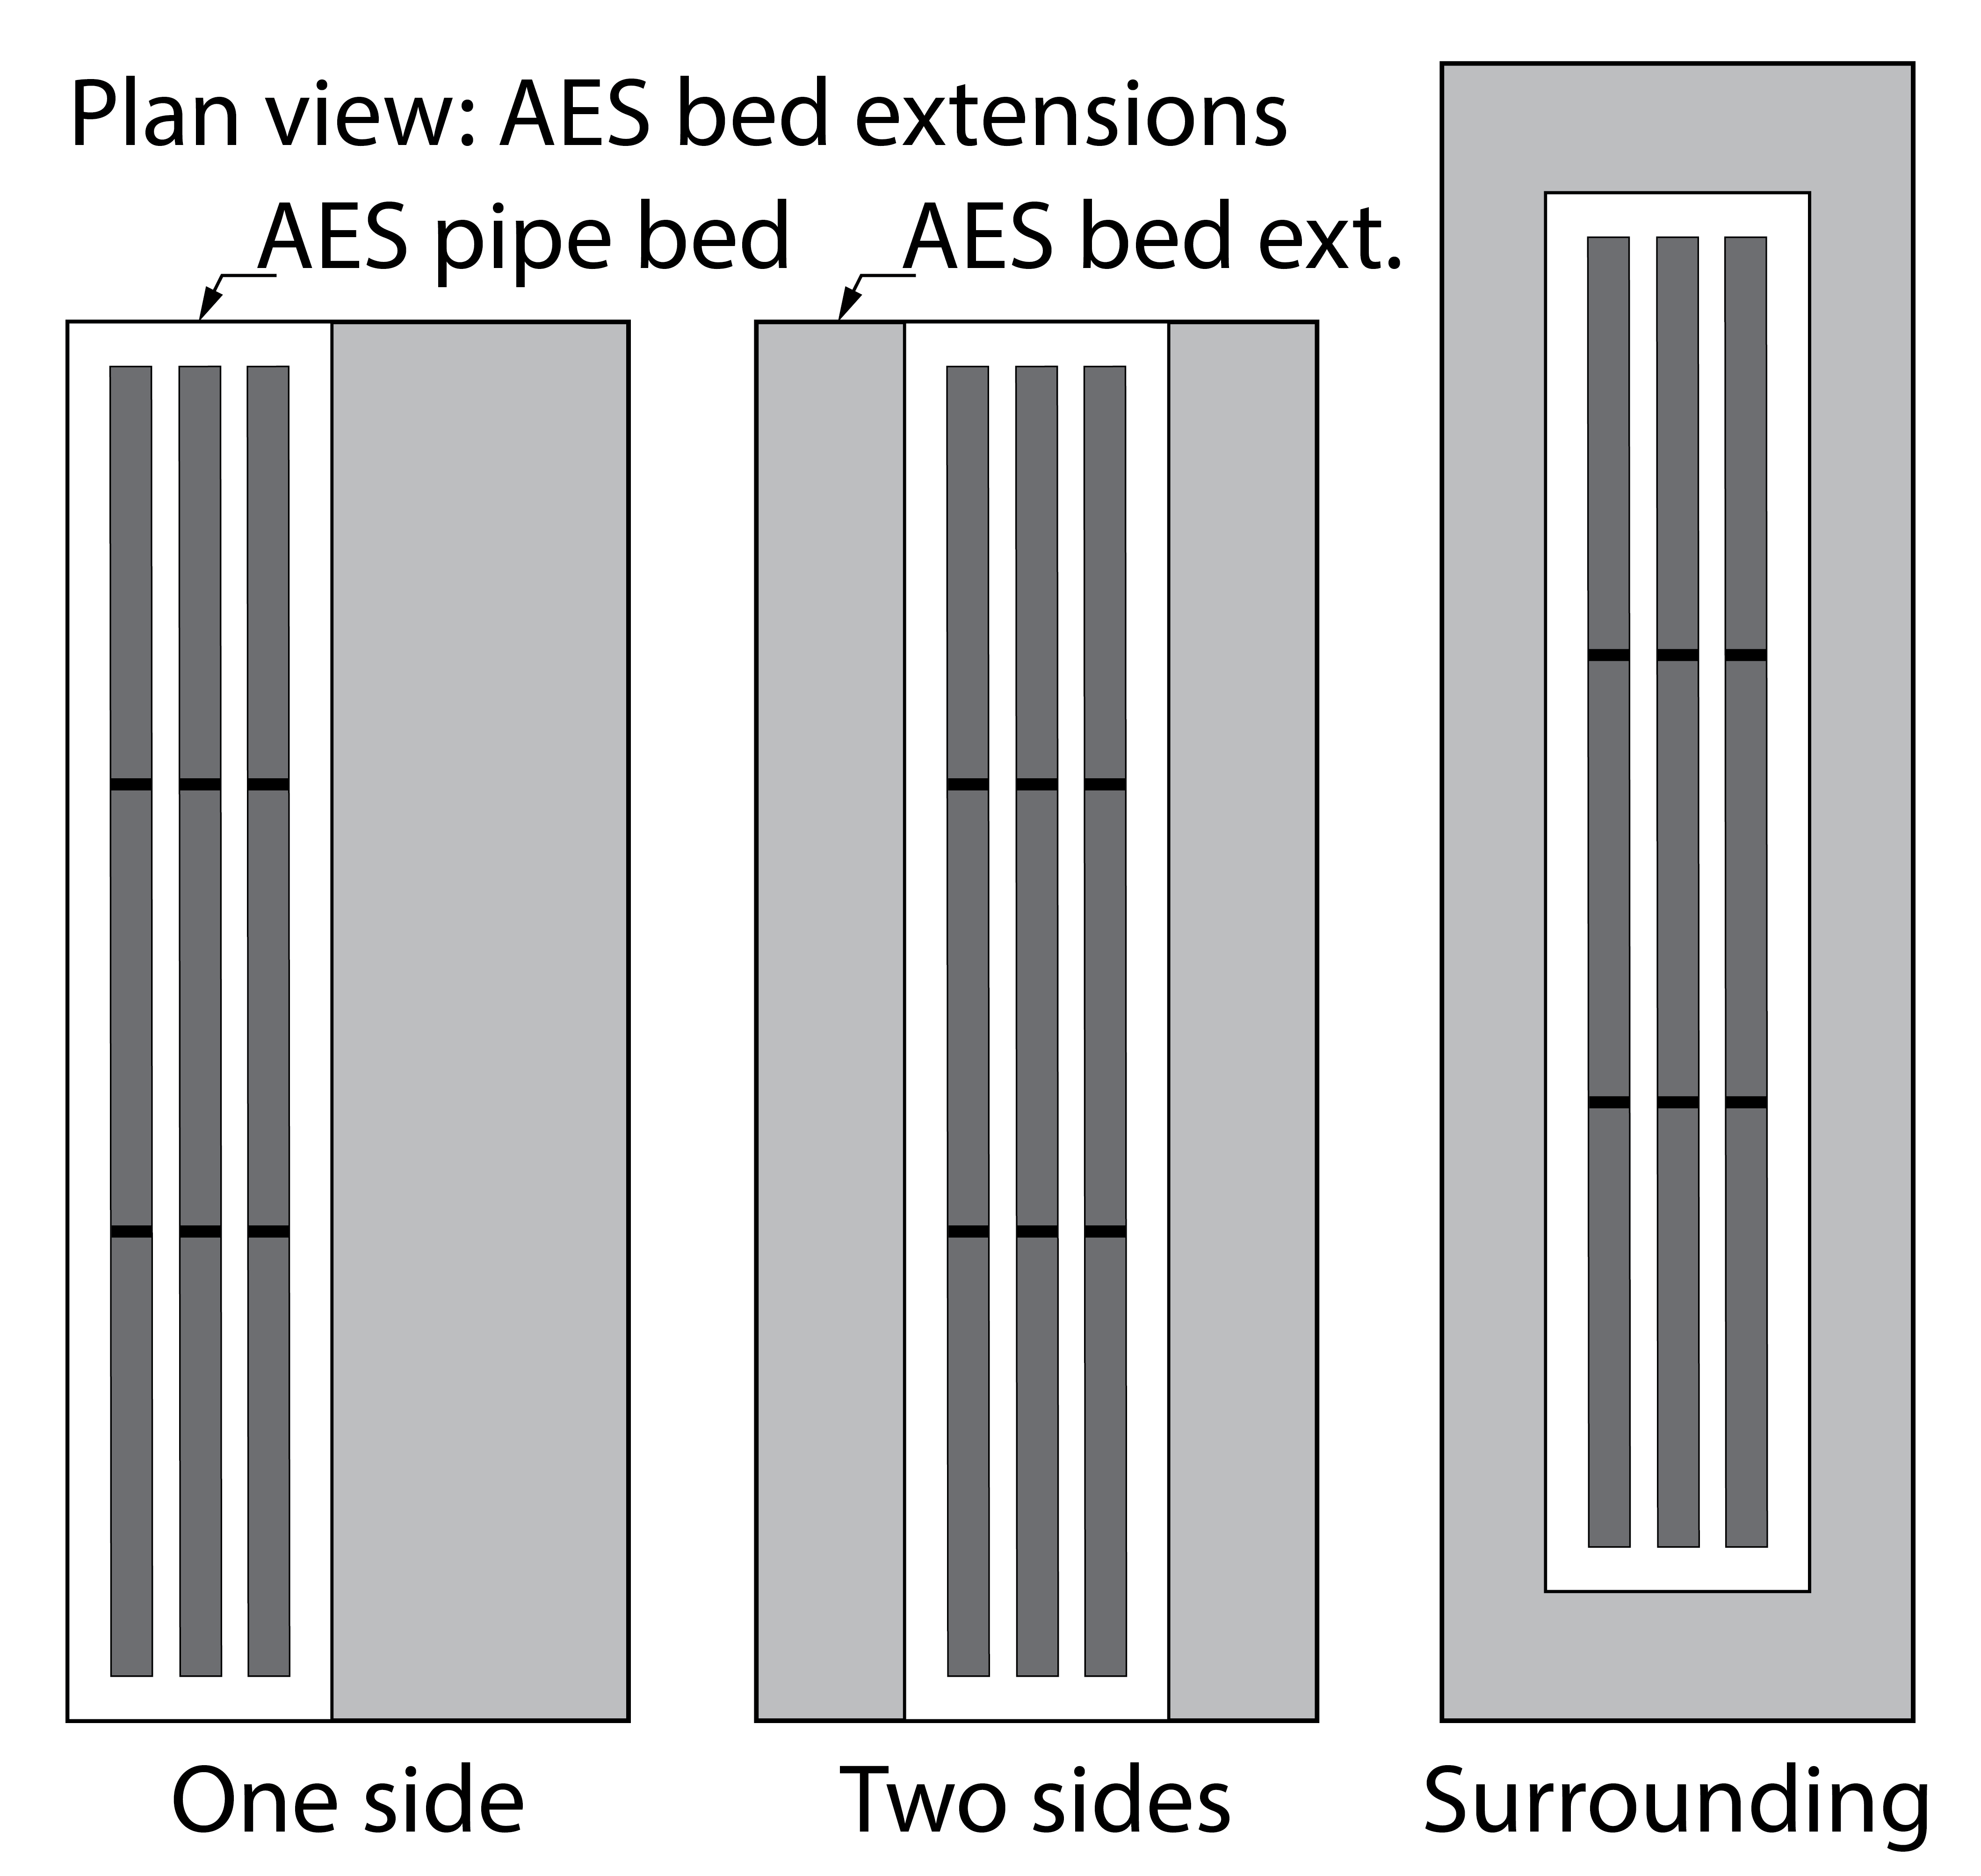 Plan view: AES bed extensions
AES pipe bed
AES bed ext.
One side
Two sides
Surrounding